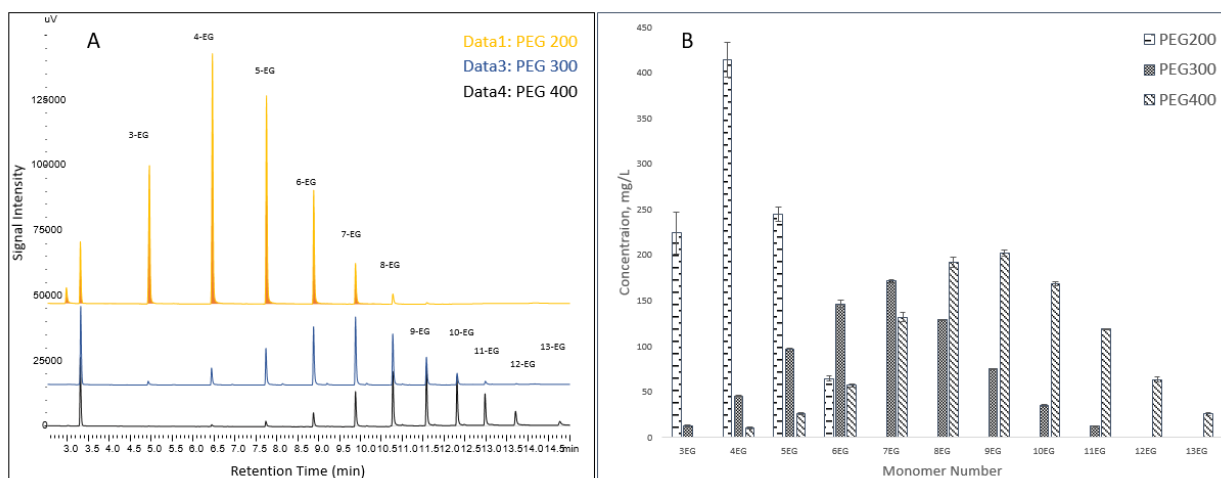 uV
A
Data1: PEG 200
Data3: PEG 300
Data4: PEG 400
4-EG
5-EG
3-EG
6-EG
7-EG
8-EG
9-EG
10-EG
11-EG
12-EG
13-EG
125000
100000
75000
50000
25000
0
Signal Intensity
3.0 3.5 4.0 4.5 5.0 5.5 6.0 6.5 7.0 7.5 8.0 8.5 9.0 9.5 10.0 10.5 11.0 11.5 12.0 12.5 13.0 13.5 14.0 14.5 min
Retention Time (min)
B
PEG200
PEG300
PEG400
450
400
350
300
250
200
150
100
50
0
Concentraion, mg/L
3EG 4EG 5EG 6EG 7EG 8EG 9EG 10EG 11EG 12EG 13EG
Monomer Number